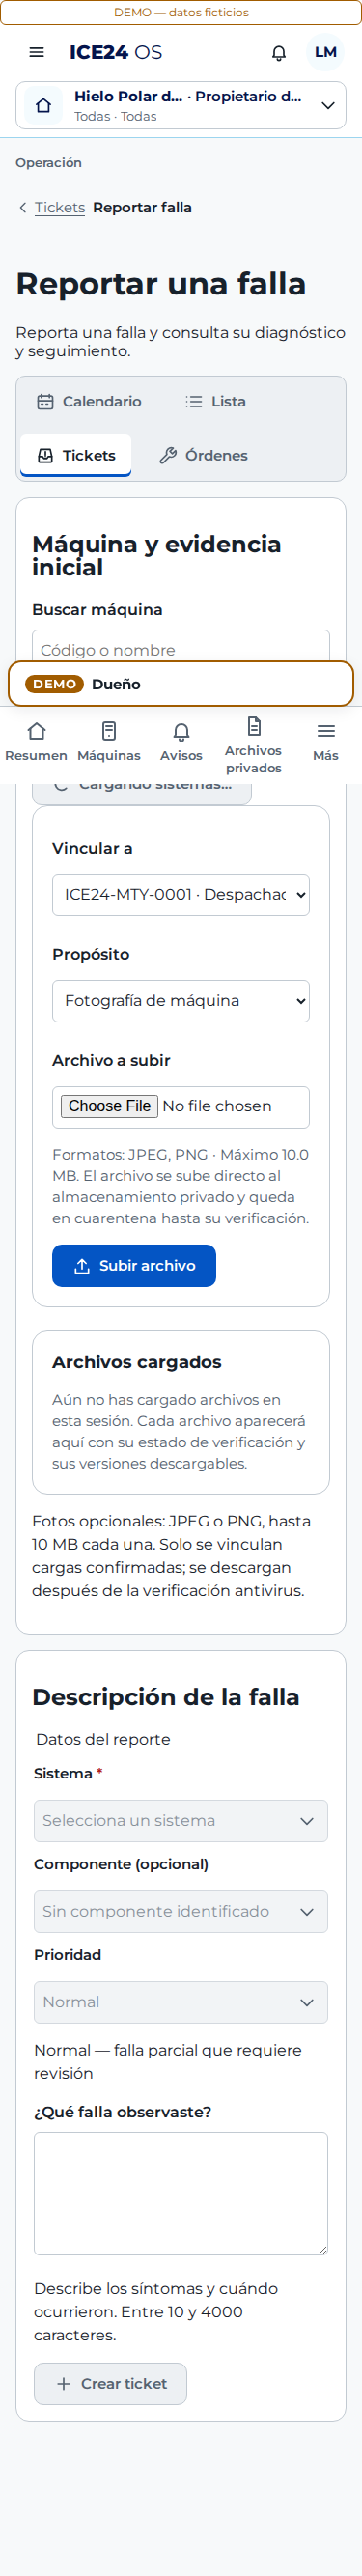 DEMO — datos ficticios
ICE24 OS
LM
Hielo Polar d... · Propietario d...
Todas · Todas
Operación
Tickets Reportar falla
Reportar una falla
Reporta una falla y consulta su diagnóstico
y seguimiento.
Calendario Lista
Tickets Órdenes
Máquina y evidencia
inicial
Buscar máquina
Código o nombre
DEMO Dueño
Resumen Máquinas Avisos Archivos privados Más
Cargando sistemas...
Vincular a
ICE24-MTY-0001 · Despachad
Propósito
Fotografía de máquina
Archivo a subir
Choose File No file chosen
Formatos: JPEG, PNG · Máximo 10.0
MB. El archivo se sube directo al
almacenamiento privado y queda
en cuarentena hasta su verificación.
Subir archivo
Archivos cargados
Aún no has cargado archivos en
esta sesión. Cada archivo aparecerá
aquí con su estado de verificación y
sus versiones descargables.
Fotos opcionales: JPEG o PNG, hasta
10 MB cada una. Solo se vinculan
cargas confirmadas; se descargan
después de la verificación antivirus.
Descripción de la falla
Datos del reporte
Sistema *
Selecciona un sistema
Componente (opcional)
Sin componente identificado
Prioridad
Normal
Normal — falla parcial que requiere
revisión
¿Qué falla observaste?
Describe los síntomas y cuándo
ocurrieron. Entre 10 y 4000
caracteres.
Crear ticket